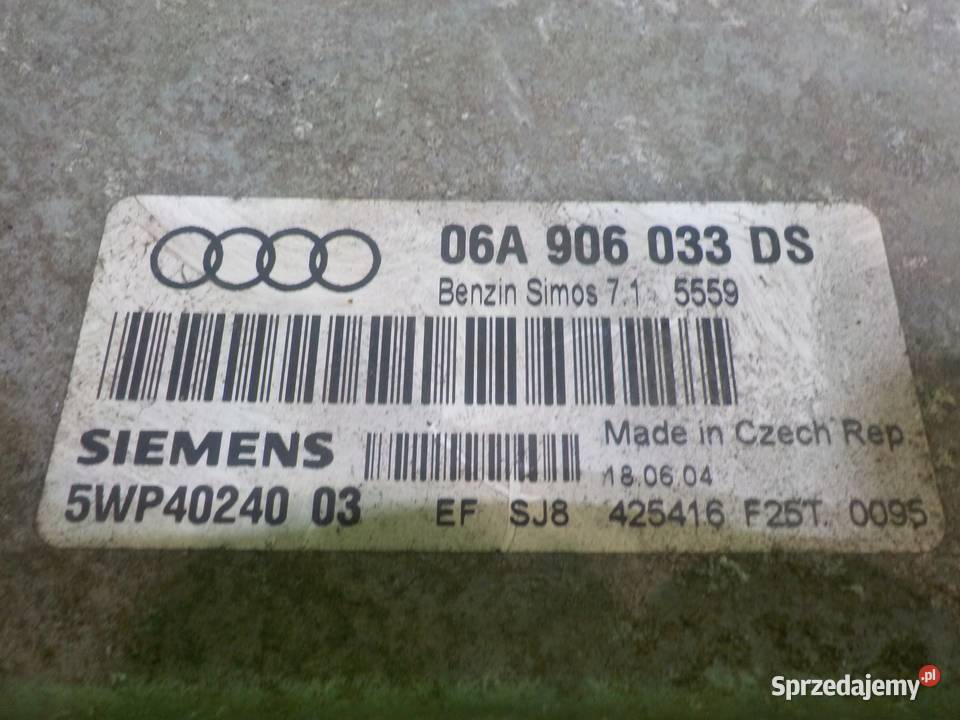 06A 906 033 DS
Benzin Simos 7.1 5559
SIEMENS
Made in Czech Rep.
18.06.04
5WP40240 03 EF SJ8 425416 F25T. 0095
Sprzedajemy.pl